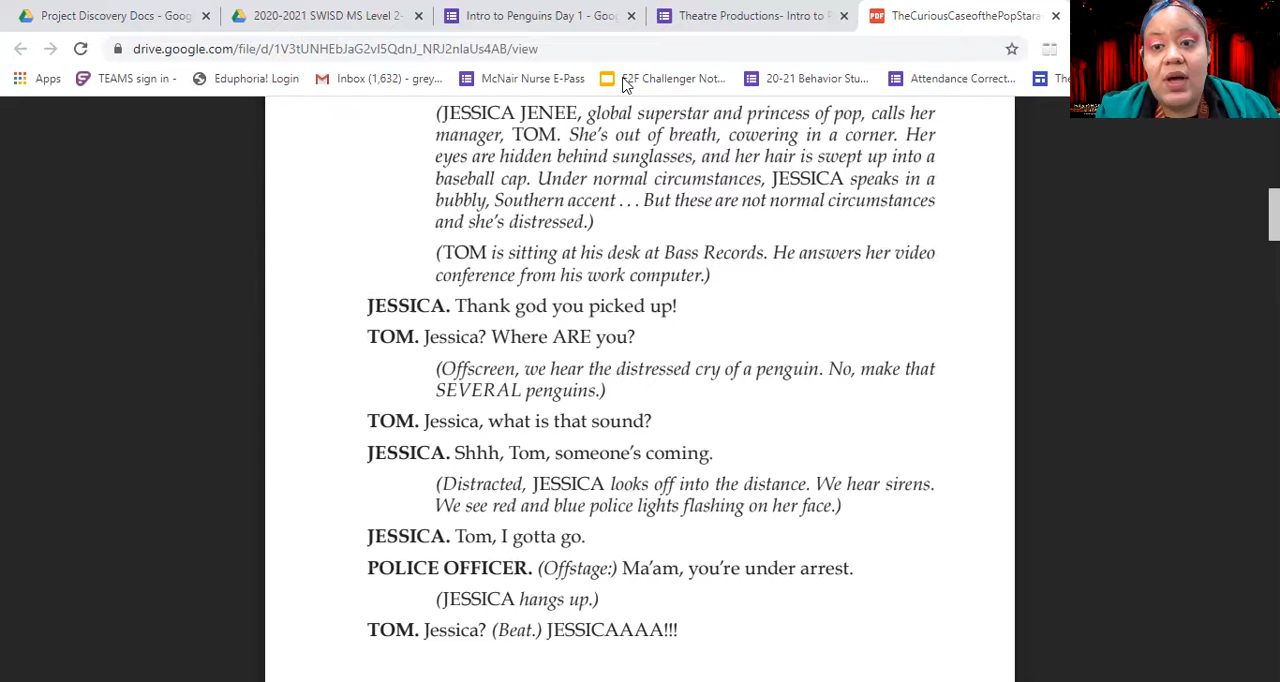 Project Discovery Docs - Goog
2020-2021 SWISD MS Level 2-
Intro to Penguins Day 1 - Goo
Theatre Productions- Intro to P
PDF
TheCuriousCaseofthePopStara
drive.google.com/file/d/1V3tUNHEbJaG2vI5QdnJ_NRJ2nlaUs4AB/view
Apps
TEAMS sign in -
Eduphorial Login
Inbox (1,632) - grey...
McNair Nurse E-Pass
F2F Challenger Not...
20-21 Behavior Stu...
Attendance Correct...
(JESSICA JENEE, global superstar and princess of pop, calls her
manager, TOM. She's out of breath, cowering in a corner. Her
eyes are hidden behind sunglasses, and her hair is swept up into a
baseball cap. Under normal circumstances, JESSICA speaks in a
bubbly, Southern accent . . . But these are not normal circumstances
and she's distressed.)
(TOM is sitting at his desk at Bass Records. He answers her video
conference from his work computer.)
JESSICA. Thank god you picked up!
TOM. Jessica? Where ARE you?
(Offscreen, we hear the distressed cry of a penguin. No, make that
SEVERAL penguins.)
TOM. Jessica, what is that sound?
JESSICA. Shhh, Tom, someone's coming.
(Distracted, JESSICA looks off into the distance. We hear sirens.
We see red and blue police lights flashing on her face.)
JESSICA. Tom, I gotta go.
POLICE OFFICER. (Offstage:) Ma'am, you're under arrest.
(JESSICA hangs up.)
TOM. Jessica? (Beat.) JESSICAAAA!!!